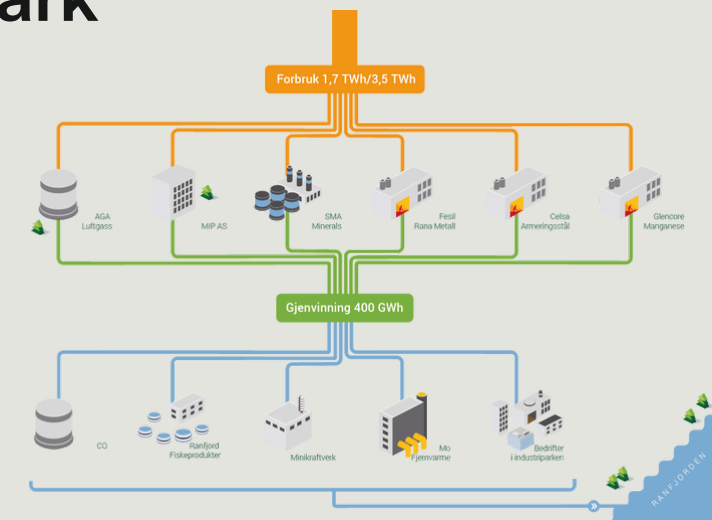 ark
Forbruk 1,7 TWh/3,5 TWh
AGA
Luftgass
MIP AS
SMA
Minerals
Fesil
Rana Metall
Celsa
Armeringsstål
Glencore
Manganese
Gjenvinning 400 GWh
CO
Ranfjord
Fiskeprodukter
Minikraftverk
Mo
Fjernvarme
Bedrifter
i industriparken
RANFJORDEN